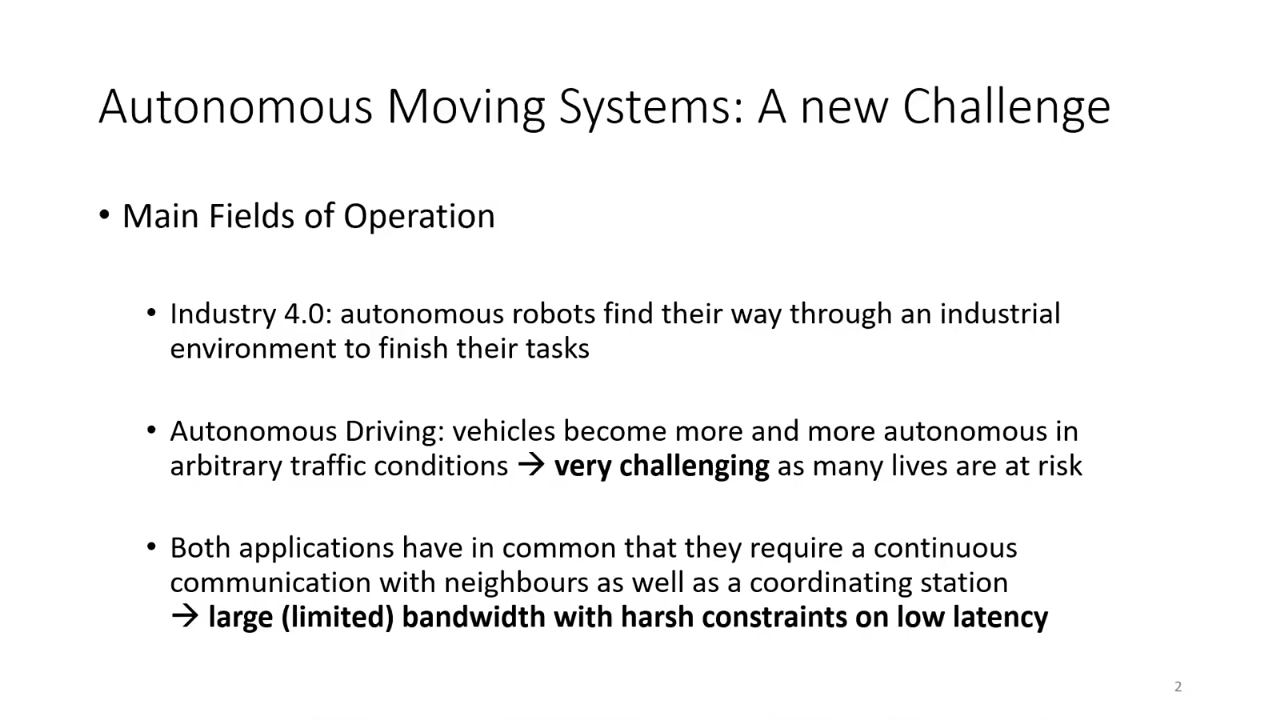 Autonomous Moving Systems: A new Challenge
• Main Fields of Operation
• Industry 4.0: autonomous robots find their way through an industrial
environment to finish their tasks
• Autonomous Driving: vehicles become more and more autonomous in
arbitrary traffic conditions → very challenging as many lives are at risk
• Both applications have in common that they require a continuous
communication with neighbours as well as a coordinating station
→ large (limited) bandwidth with harsh constraints on low latency
2